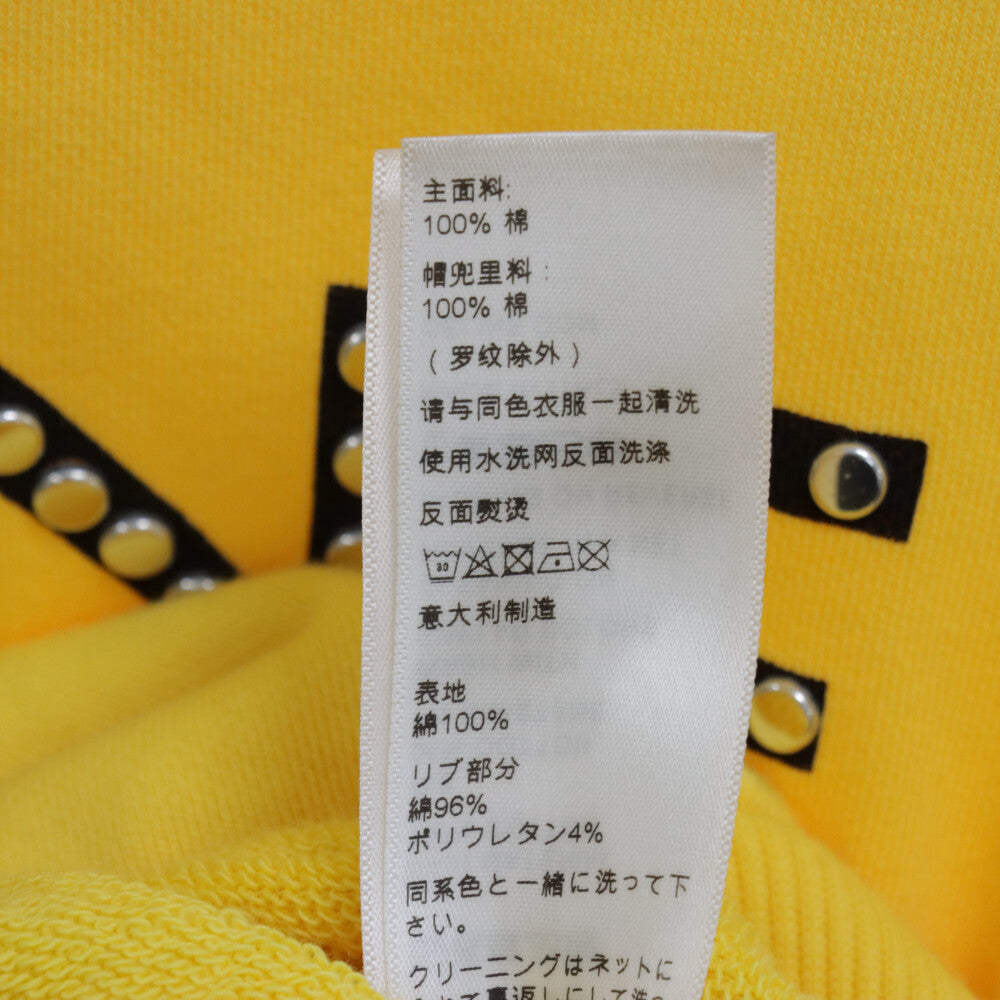 主面料:
100% 棉
帽兜里料:
100% 棉
(罗纹除外)
请与同色衣服一起清洗
使用水洗网反面洗涤
反面熨烫
30
意大利制造
表地
綿100%
リブ部分
綿96%
ポリウレタン4%
同系色と一緒に洗って下
さい。
クリーニングはネットに